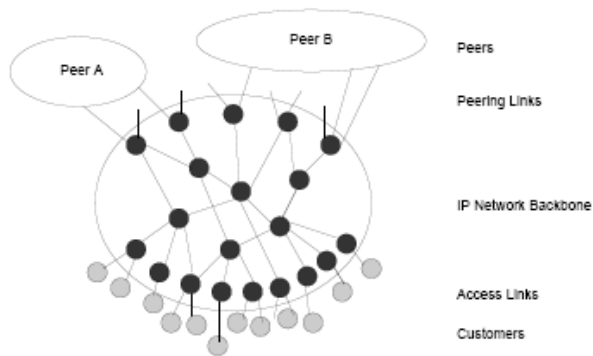 Peer B
Peers
Peer A
Peering Links
IP Network Backbone
Access Links
Customers